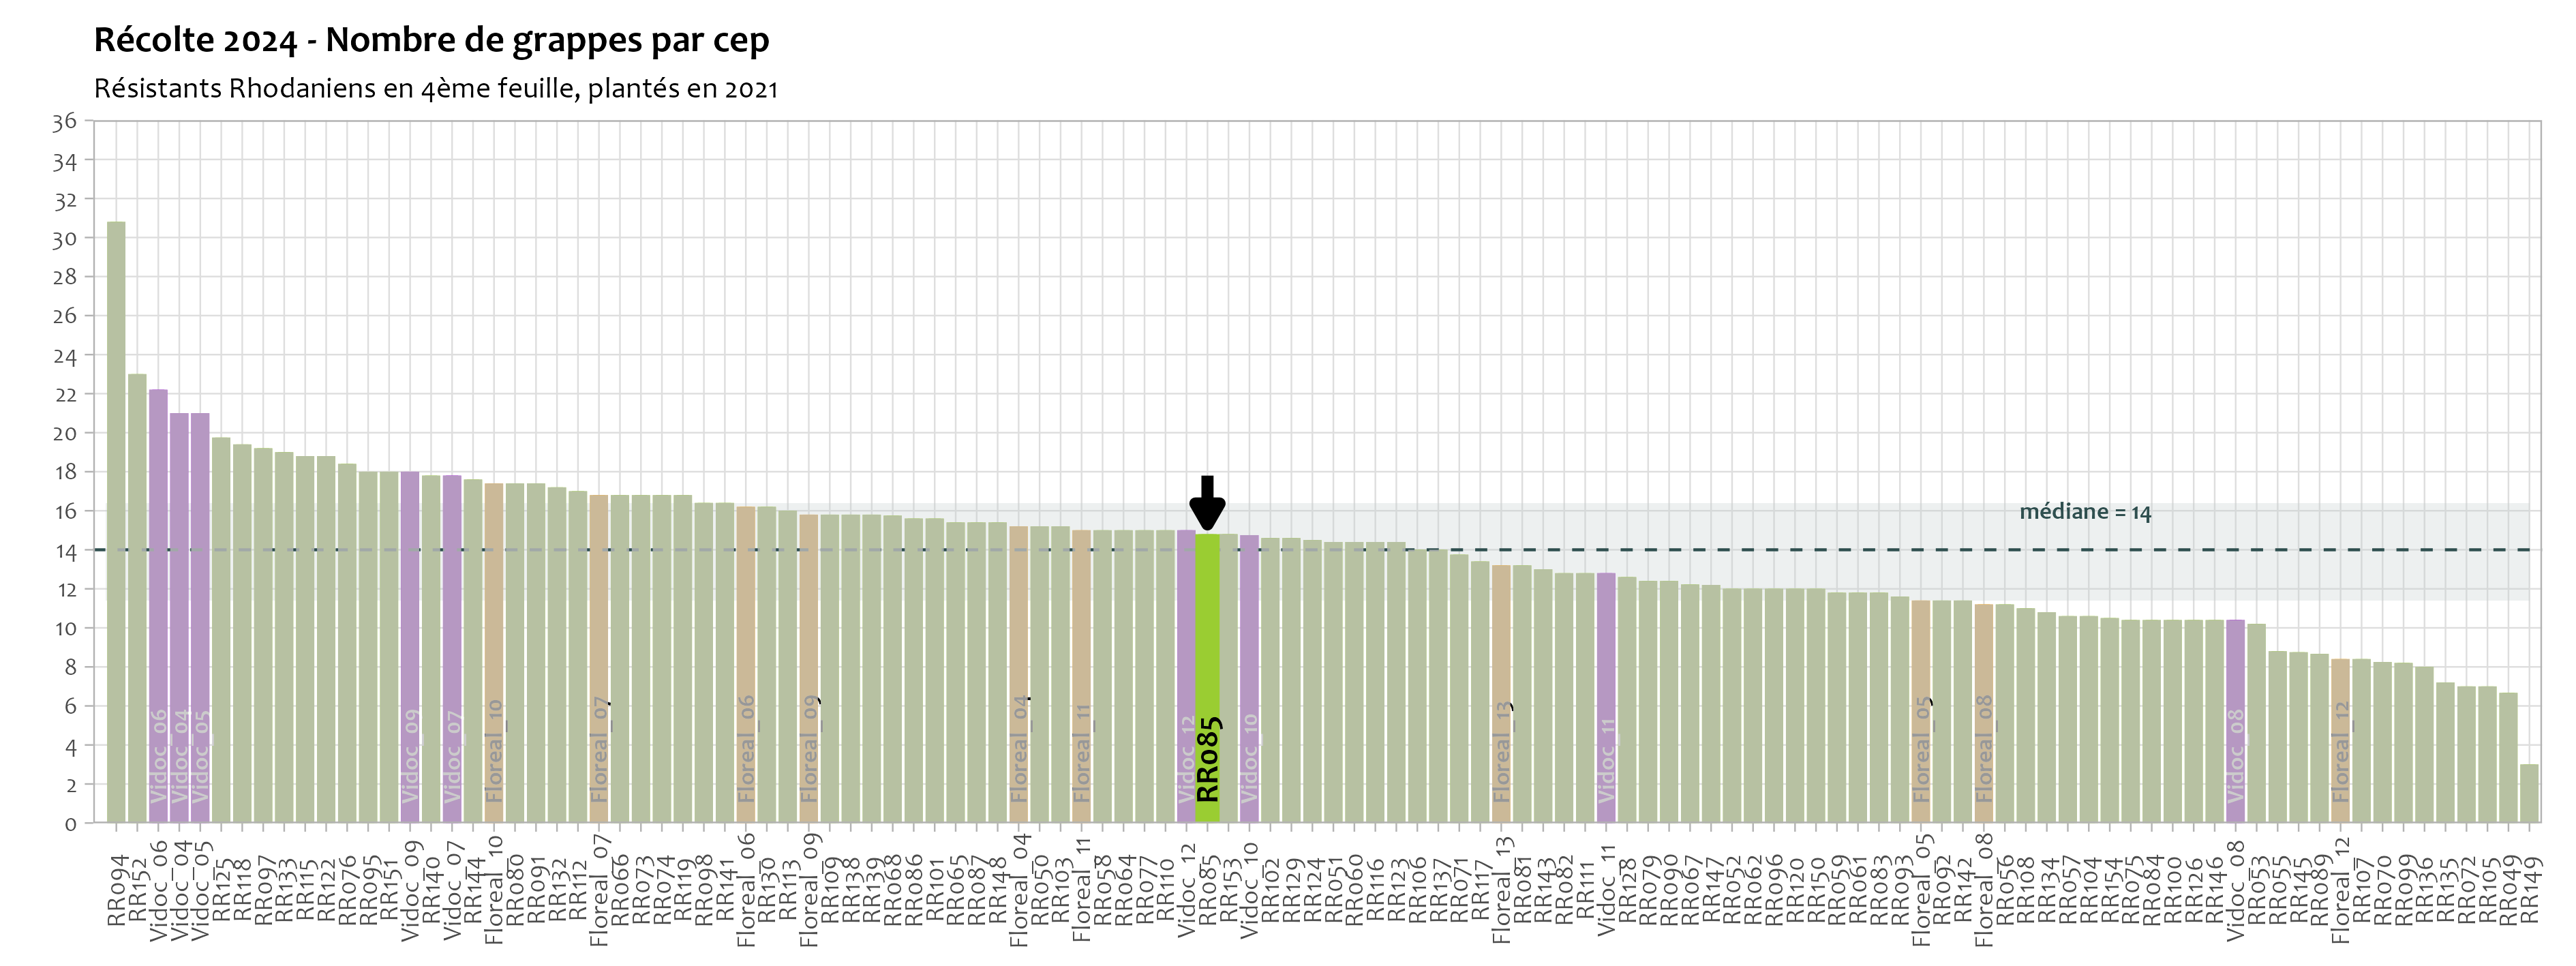 Récolte 2024 - Nombre de grappes par cep
Résistants Rhodaniens en 4ème feuille, plantés en 2021
36
34
32
30
28
26
24
22
20
18
16
14
12
10
8
6
4
2
0
médiane = 14
Vidoc_06
Vidoc_04
Vidoc_05
Vidoc_09
Vidoc_07
Floreal_10
Floreal_07
Floreal_06
Floreal_09
Floreal_04
Floreal_11
Vidoc_12
RR085
Vidoc_10
Floreal_13
Vidoc_11
Floreal_05
Floreal_08
Vidoc_08
Floreal_12
RR094
RR152
Vidoc_06
Vidoc_04
Vidoc_05
RR125
RR118
RR097
RR133
RR115
RR122
RR076
RR095
RR151
Vidoc_09
RR140
Vidoc_07
RR144
Floreal_10
RR080
RR091
RR132
RR112
Floreal_07
RR066
RR073
RR074
RR119
RR098
RR141
Floreal_06
RR130
RR113
Floreal_09
RR109
RR138
RR139
RR068
RR086
RR101
RR065
RR087
RR148
Floreal_04
RR050
RR103
Floreal_11
RR058
RR064
RR077
RR110
Vidoc_12
RR085
RR153
Vidoc_10
RR102
RR129
RR124
RR051
RR060
RR116
RR123
RR106
RR137
RR071
RR117
Floreal_13
RR081
RR143
RR082
RR111
Vidoc_11
RR128
RR079
RR090
RR067
RR147
RR052
RR062
RR096
RR120
RR150
RR059
RR061
RR083
RR093
Floreal_05
RR092
RR142
Floreal_08
RR056
RR108
RR134
RR057
RR104
RR154
RR075
RR084
RR100
RR126
RR146
Vidoc_08
RR053
RR055
RR145
RR089
Floreal_12
RR107
RR070
RR099
RR136
RR135
RR072
RR105
RR049
RR149